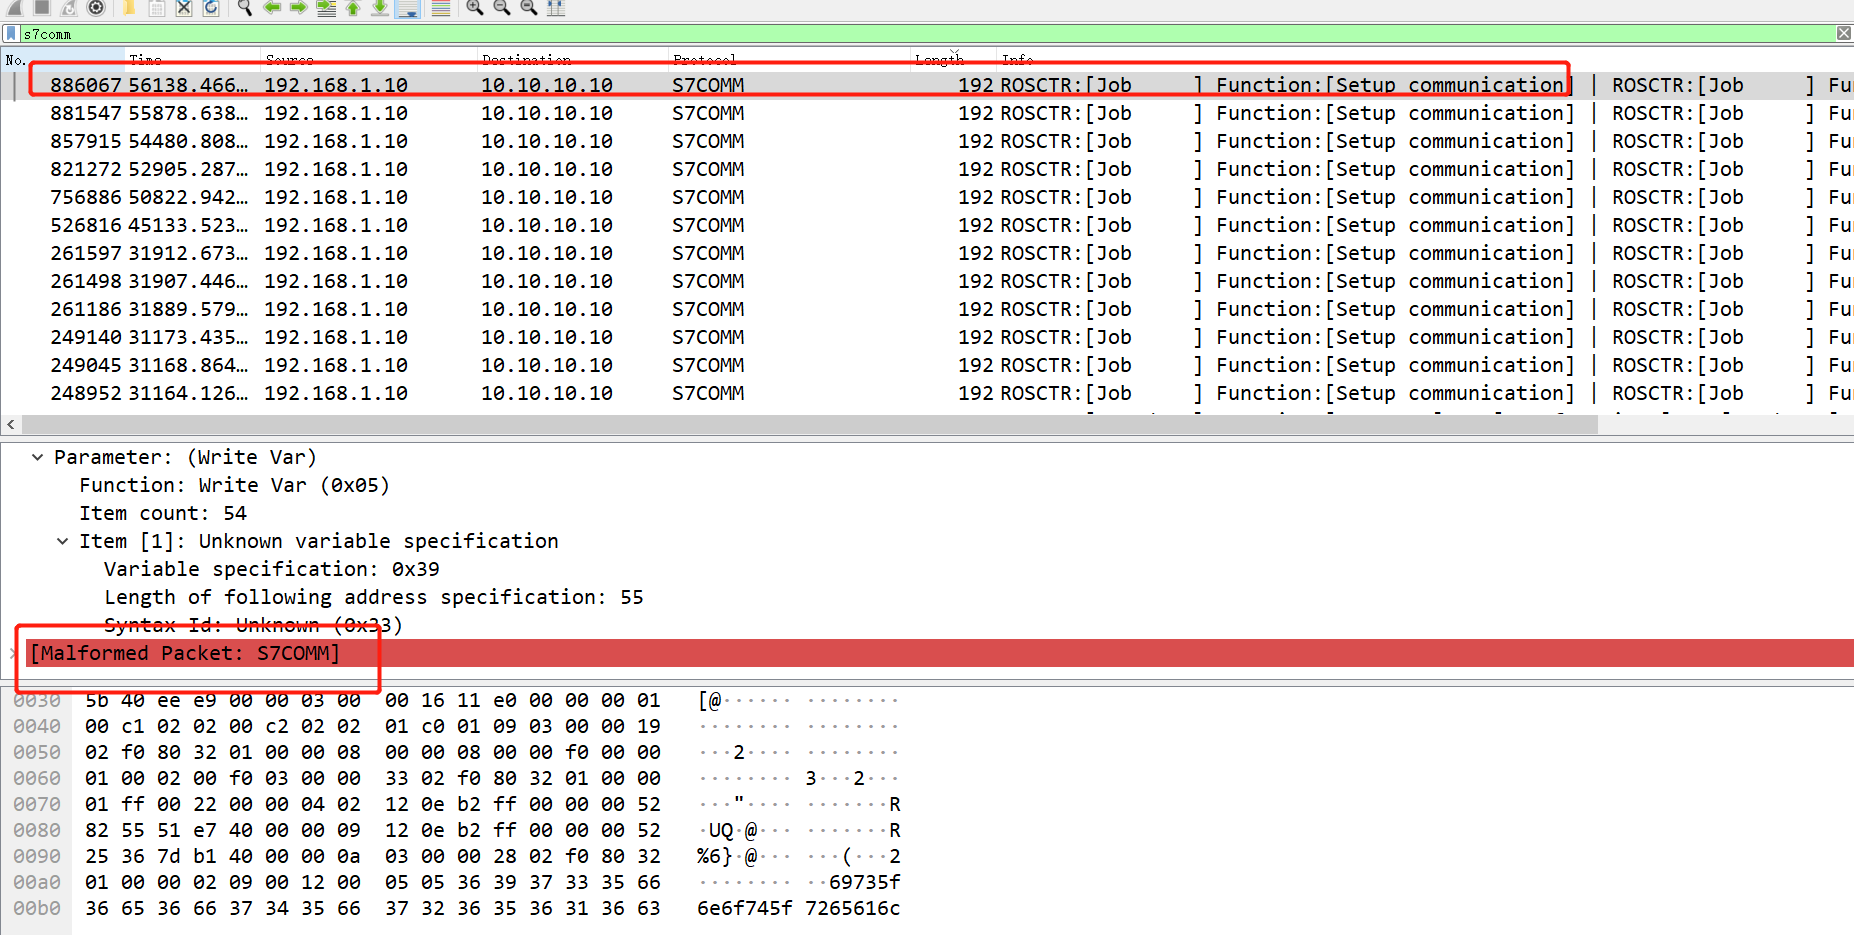 s7comm
No. Time Source Destination Protocol Length Info
886067 56138.466… 192.168.1.10 10.10.10.10 S7COMM 192 ROSCTR:[Job ] Function:[Setup communication] | ROSCTR:[Job ] Fu
881547 55878.638… 192.168.1.10 10.10.10.10 S7COMM 192 ROSCTR:[Job ] Function:[Setup communication] | ROSCTR:[Job ] Fu
857915 54480.808… 192.168.1.10 10.10.10.10 S7COMM 192 ROSCTR:[Job ] Function:[Setup communication] | ROSCTR:[Job ] Fu
821272 52905.287… 192.168.1.10 10.10.10.10 S7COMM 192 ROSCTR:[Job ] Function:[Setup communication] | ROSCTR:[Job ] Fu
756886 50822.942… 192.168.1.10 10.10.10.10 S7COMM 192 ROSCTR:[Job ] Function:[Setup communication] | ROSCTR:[Job ] Fu
526816 45133.523… 192.168.1.10 10.10.10.10 S7COMM 192 ROSCTR:[Job ] Function:[Setup communication] | ROSCTR:[Job ] Fu
261597 31912.673… 192.168.1.10 10.10.10.10 S7COMM 192 ROSCTR:[Job ] Function:[Setup communication] | ROSCTR:[Job ] Fu
261498 31907.446… 192.168.1.10 10.10.10.10 S7COMM 192 ROSCTR:[Job ] Function:[Setup communication] | ROSCTR:[Job ] Fu
261186 31889.579… 192.168.1.10 10.10.10.10 S7COMM 192 ROSCTR:[Job ] Function:[Setup communication] | ROSCTR:[Job ] Fu
249140 31173.435… 192.168.1.10 10.10.10.10 S7COMM 192 ROSCTR:[Job ] Function:[Setup communication] | ROSCTR:[Job ] Fu
249045 31168.864… 192.168.1.10 10.10.10.10 S7COMM 192 ROSCTR:[Job ] Function:[Setup communication] | ROSCTR:[Job ] Fu
248952 31164.126… 192.168.1.10 10.10.10.10 S7COMM 192 ROSCTR:[Job ] Function:[Setup communication] | ROSCTR:[Job ] Fu
Parameter: (Write Var)
Function: Write Var (0x05)
Item count: 54
Item [1]: Unknown variable specification
Variable specification: 0x39
Length of following address specification: 55
Syntax Id: Unknown (0x33)
[Malformed Packet: S7COMM]
0030 5b 40 ee e9 00 00 03 00 00 16 11 e0 00 00 00 01 [@······ ········
0040 00 c1 02 02 00 c2 02 02 01 c0 01 09 03 00 00 19 ········ ········
0050 02 f0 80 32 01 00 00 08 00 00 08 00 00 f0 00 00 ···2···· ········
0060 01 00 02 00 f0 03 00 00 33 02 f0 80 32 01 00 00 ········ 3···2···
0070 01 ff 00 22 00 00 04 02 12 0e b2 ff 00 00 00 52 ···"···· ·······R
0080 82 55 51 e7 40 00 00 09 12 0e b2 ff 00 00 00 52 ·UQ·@··· ·······R
0090 25 36 7d b1 40 00 00 0a 03 00 00 28 02 f0 80 32 %6}·@··· ···(···2
00a0 01 00 00 02 09 00 12 00 05 05 36 39 37 33 35 66 ········ ··69735f
00b0 36 65 36 66 37 34 35 66 37 32 36 35 36 31 36 63 6e6f745f 7265616c